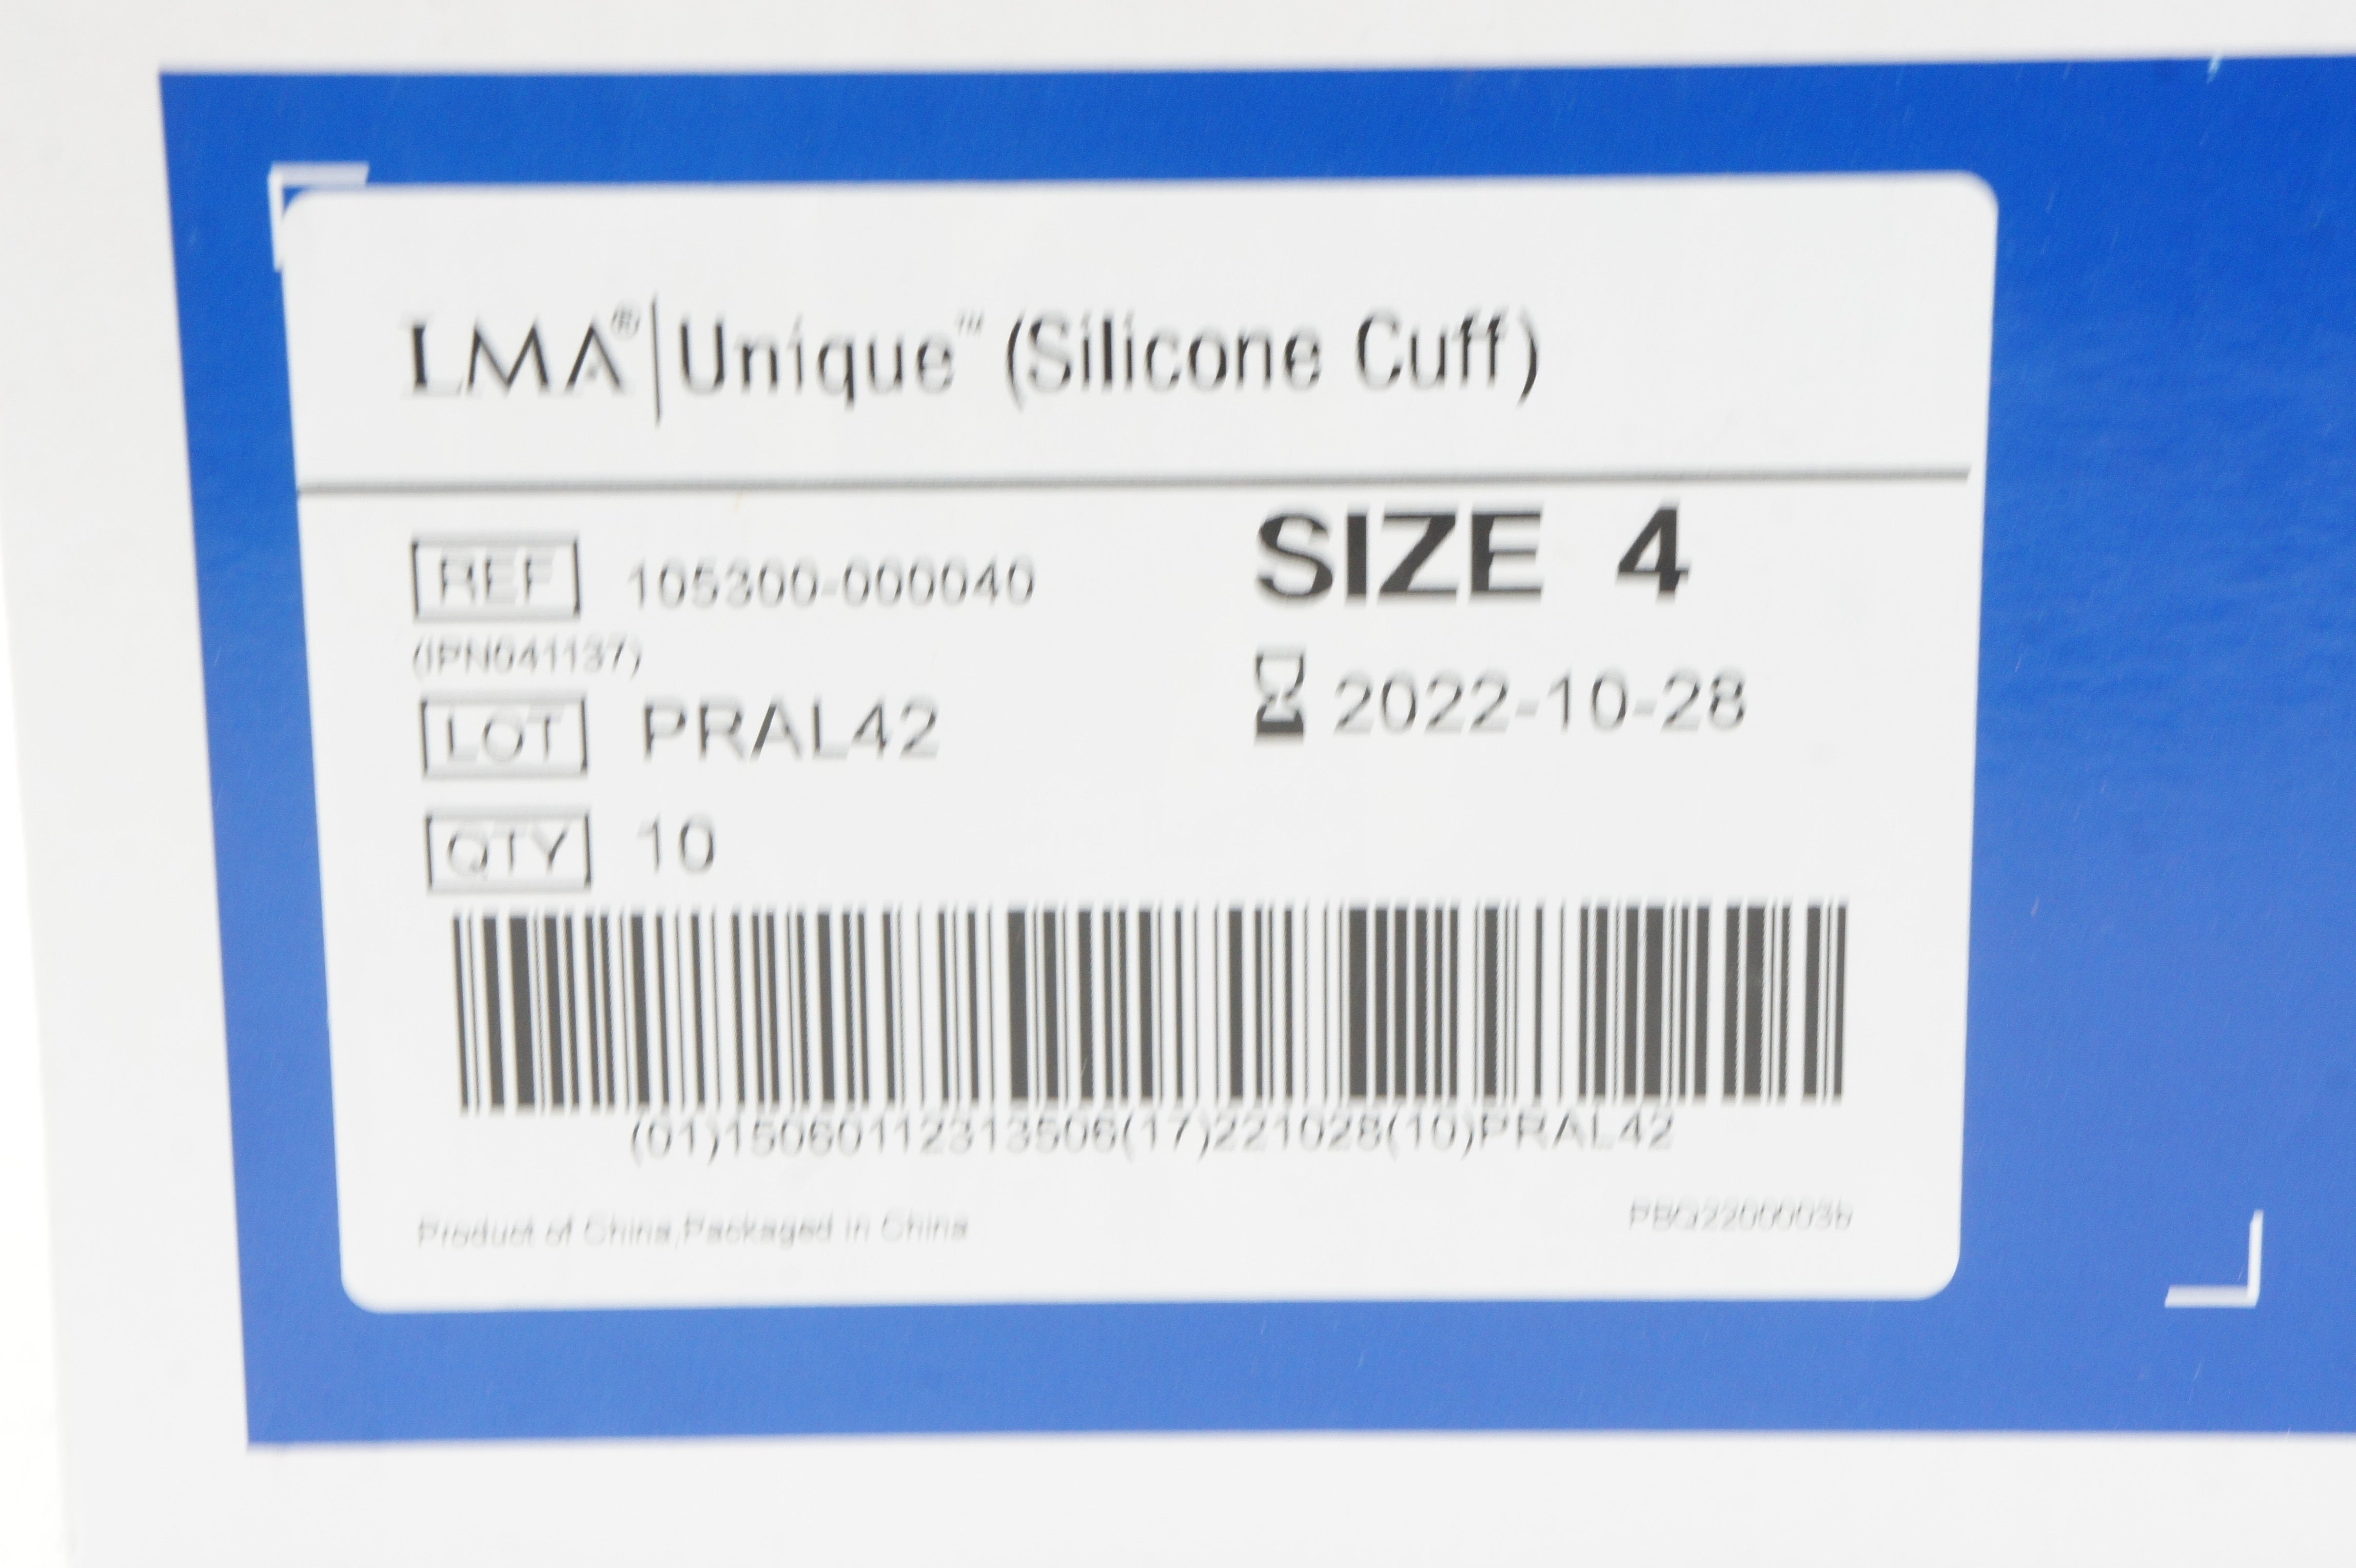 LMA® | Unique™ (Silicone Cuff)
REF 105300-000040
SIZE 4
(IPN041137)
LOT PRAL42
2022-10-28
QTY 10
(01)15060112313506(17)221028(10)PRAL42
Product of China,Packaged in China